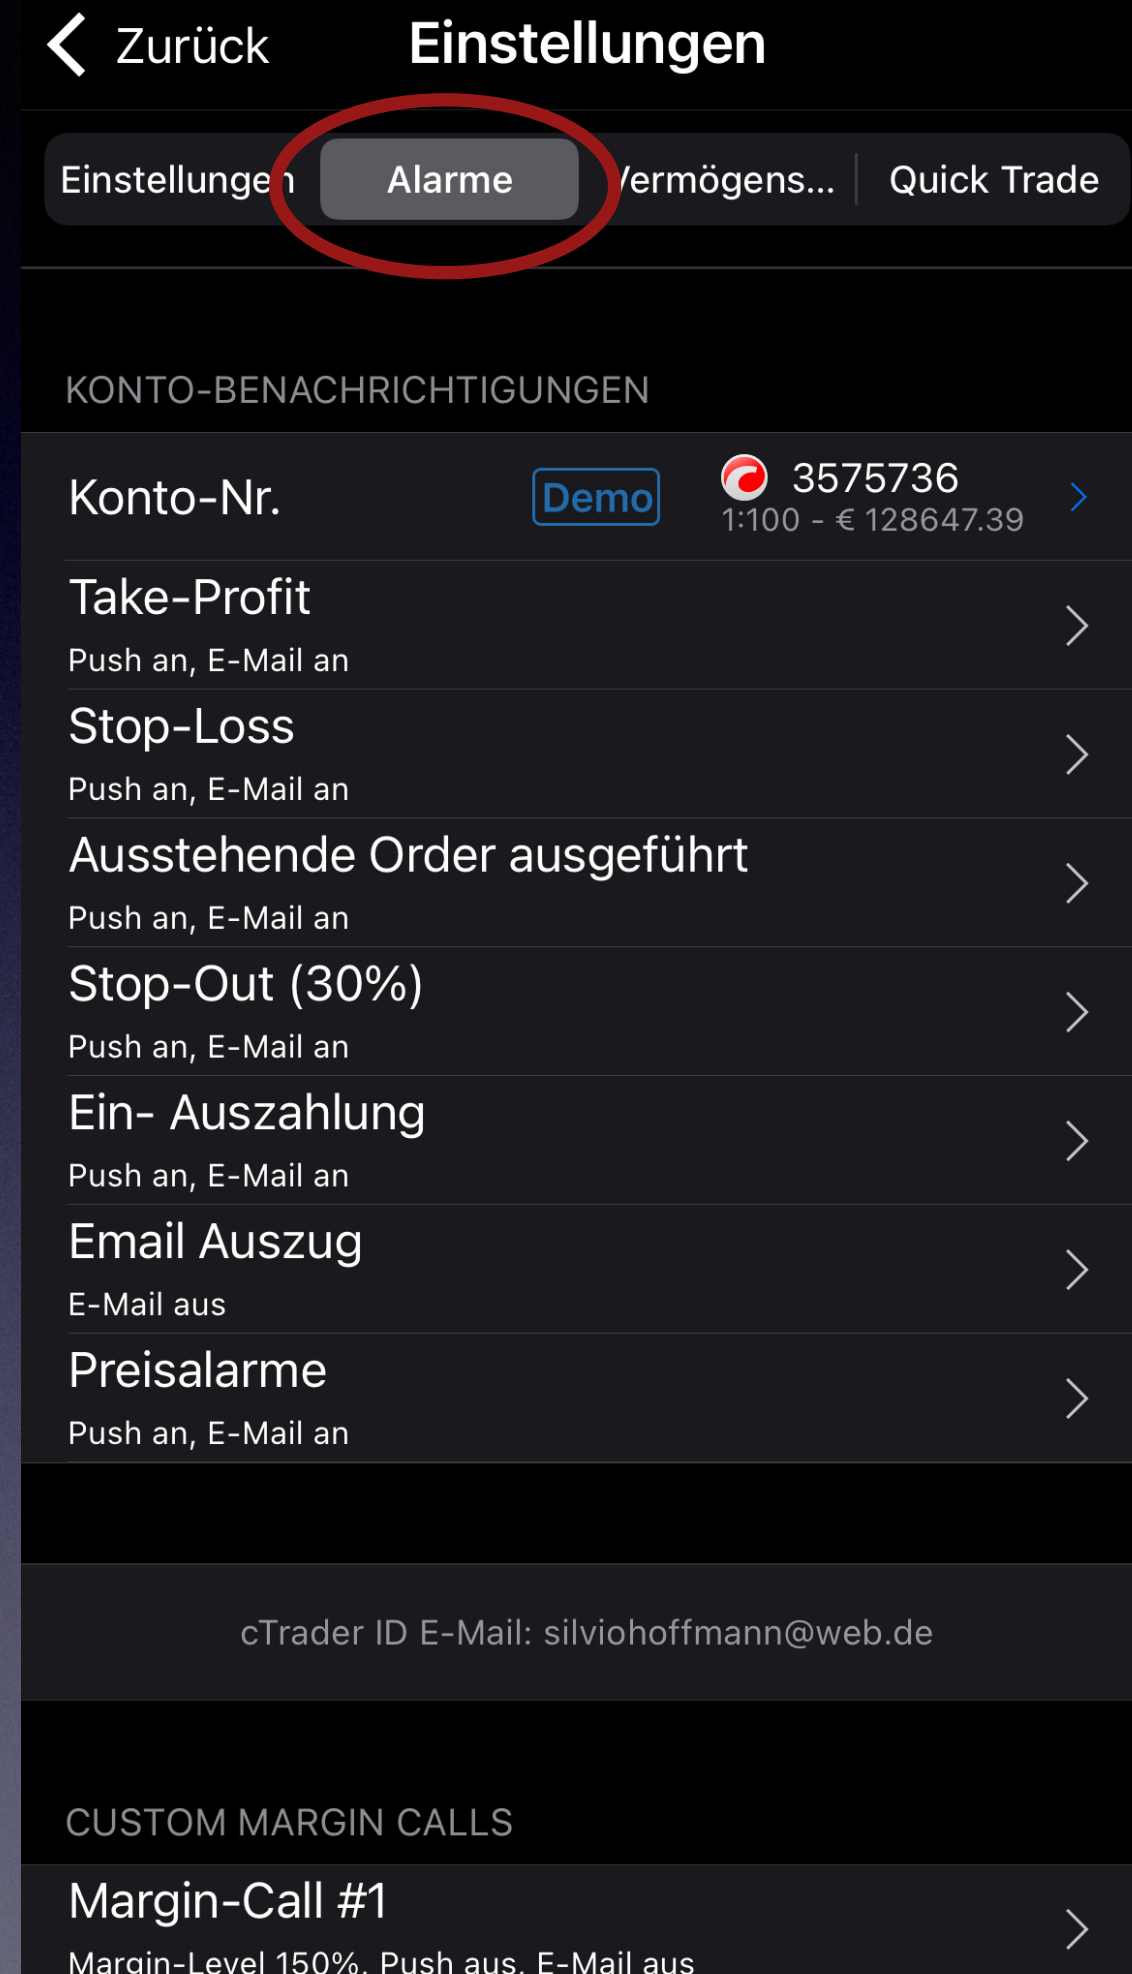 Zurück
Einstellungen
Einstellungen
Alarme
Vermögens...
Quick Trade
KONTO-BENACHRICHTIGUNGEN
Konto-Nr.
Demo
3575736
1:100 - € 128647.39
Take-Profit
Push an, E-Mail an
Stop-Loss
Push an, E-Mail an
Ausstehende Order ausgeführt
Push an, E-Mail an
Stop-Out (30%)
Push an, E-Mail an
Ein- Auszahlung
Push an, E-Mail an
Email Auszug
E-Mail aus
Preisalarme
Push an, E-Mail an
cTrader ID E-Mail: silviohoffmann@web.de
CUSTOM MARGIN CALLS
Margin-Call #1
Margin-Level 150%, Push aus, E-Mail aus